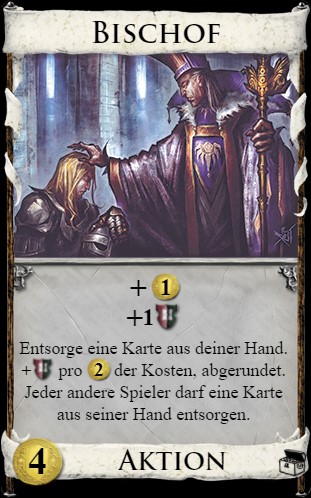 BISCHOF
+ 1
+1
Entsorge eine Karte aus deiner Hand.
+ pro 2 der Kosten, abgerundet.
Jeder andere Spieler darf eine Karte
aus seiner Hand entsorgen.
4 AKTION